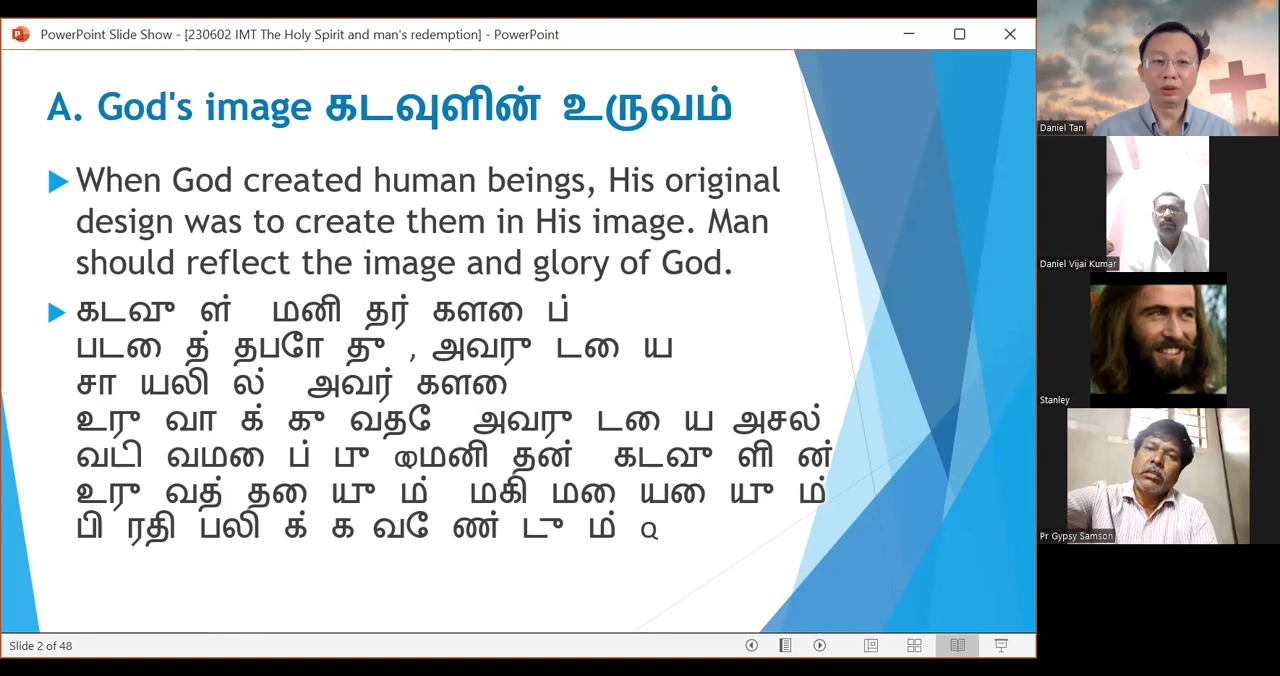 PowerPoint Slide Show - [230602 IMT The Holy Spirit and man's redemption] - PowerPoint
A. God's image கடவுளின் உருவம்
When God created human beings, His original
design was to create them in His image. Man
should reflect the image and glory of God.
கடவு ள் மனி தர் களை ப்
படை த் தபோ து , அவரு டை ய
சா யலி ல் அவர் களை
உரு வா க் கு வதே அவரு டை ய அசல்
வடி வமை ப் பு இமனி தன் கடவு ளி ன்
உரு வத் தை யு ம் மகி மை யை யு ம்
பி ரதி பலி க் க வே ண் டு ம் Q
Slide 2 of 48
Daniel Tan
Daniel Vijai Kumar
Stanley
Pr Gypsy Samson